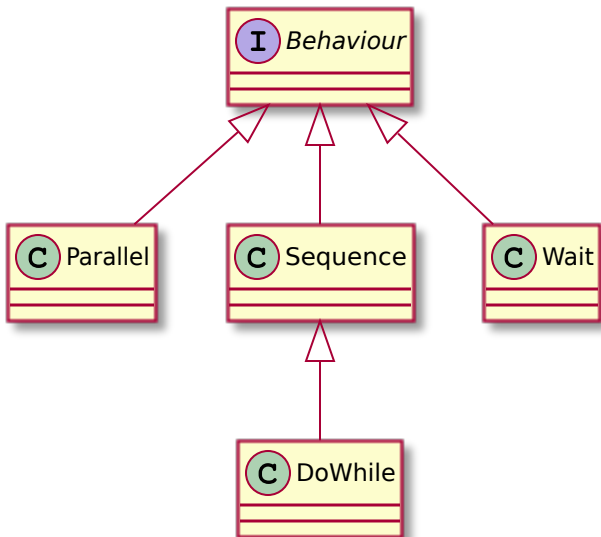 I Behaviour
C Parallel
C Sequence
C Wait
C DoWhile